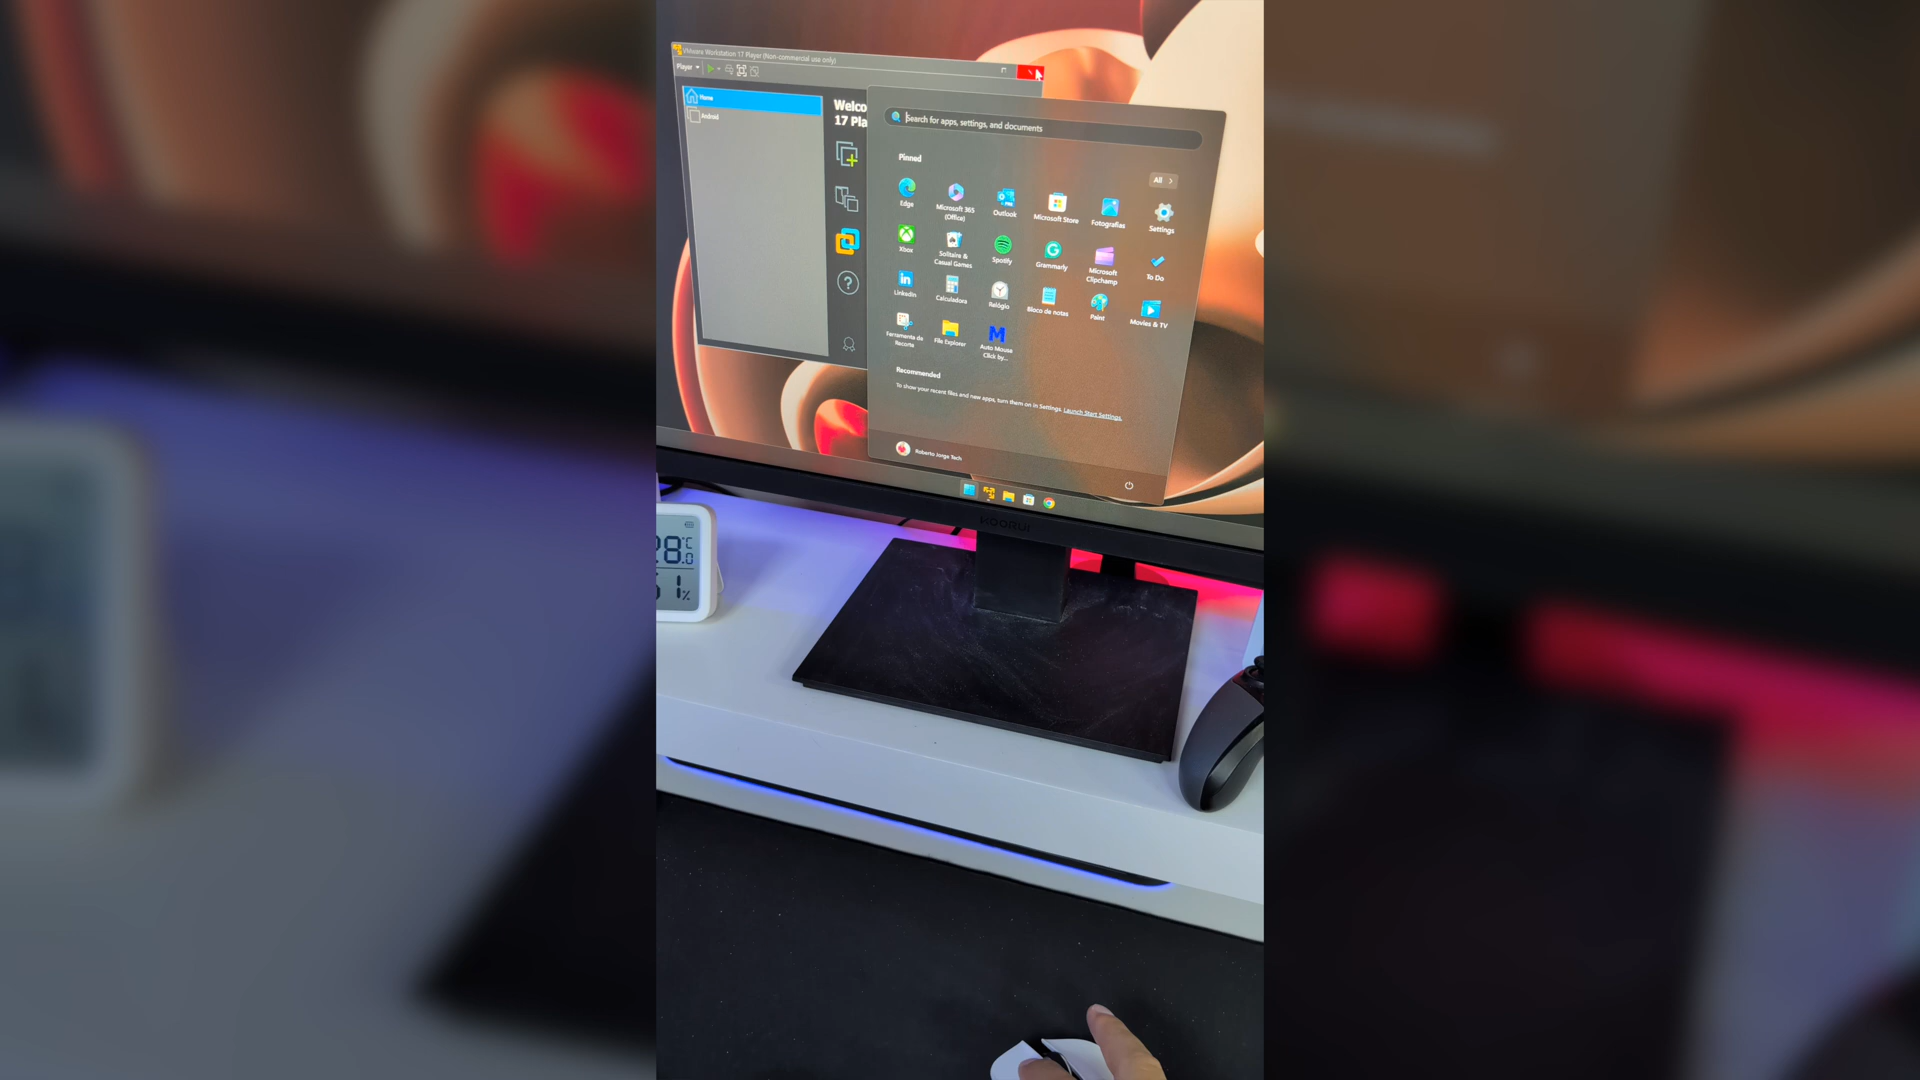 VMware Workstation 17 Player (Non-commercial use only)
Player
Home
Android
Welco
17 Pla
Search for apps, settings, and documents
Pinned
All
Edge
Microsoft 365
(Office)
Outlook
Microsoft Store
Fotografias
Settings
Xbox
Solitaire &
Casual Games
Spotify
Grammarly
Microsoft
Clipchamp
To Do
LinkedIn
Calculadora
Relógio
Bloco de notas
Paint
Movies & TV
Ferramenta de
Recorte
File Explorer
Auto Mouse
Click by...
Recommended
To show your recent files and new apps, turn them on in Settings. Launch Start Settings.
Roberto Jorge Tech
KOORUI
28.0 °C
51%